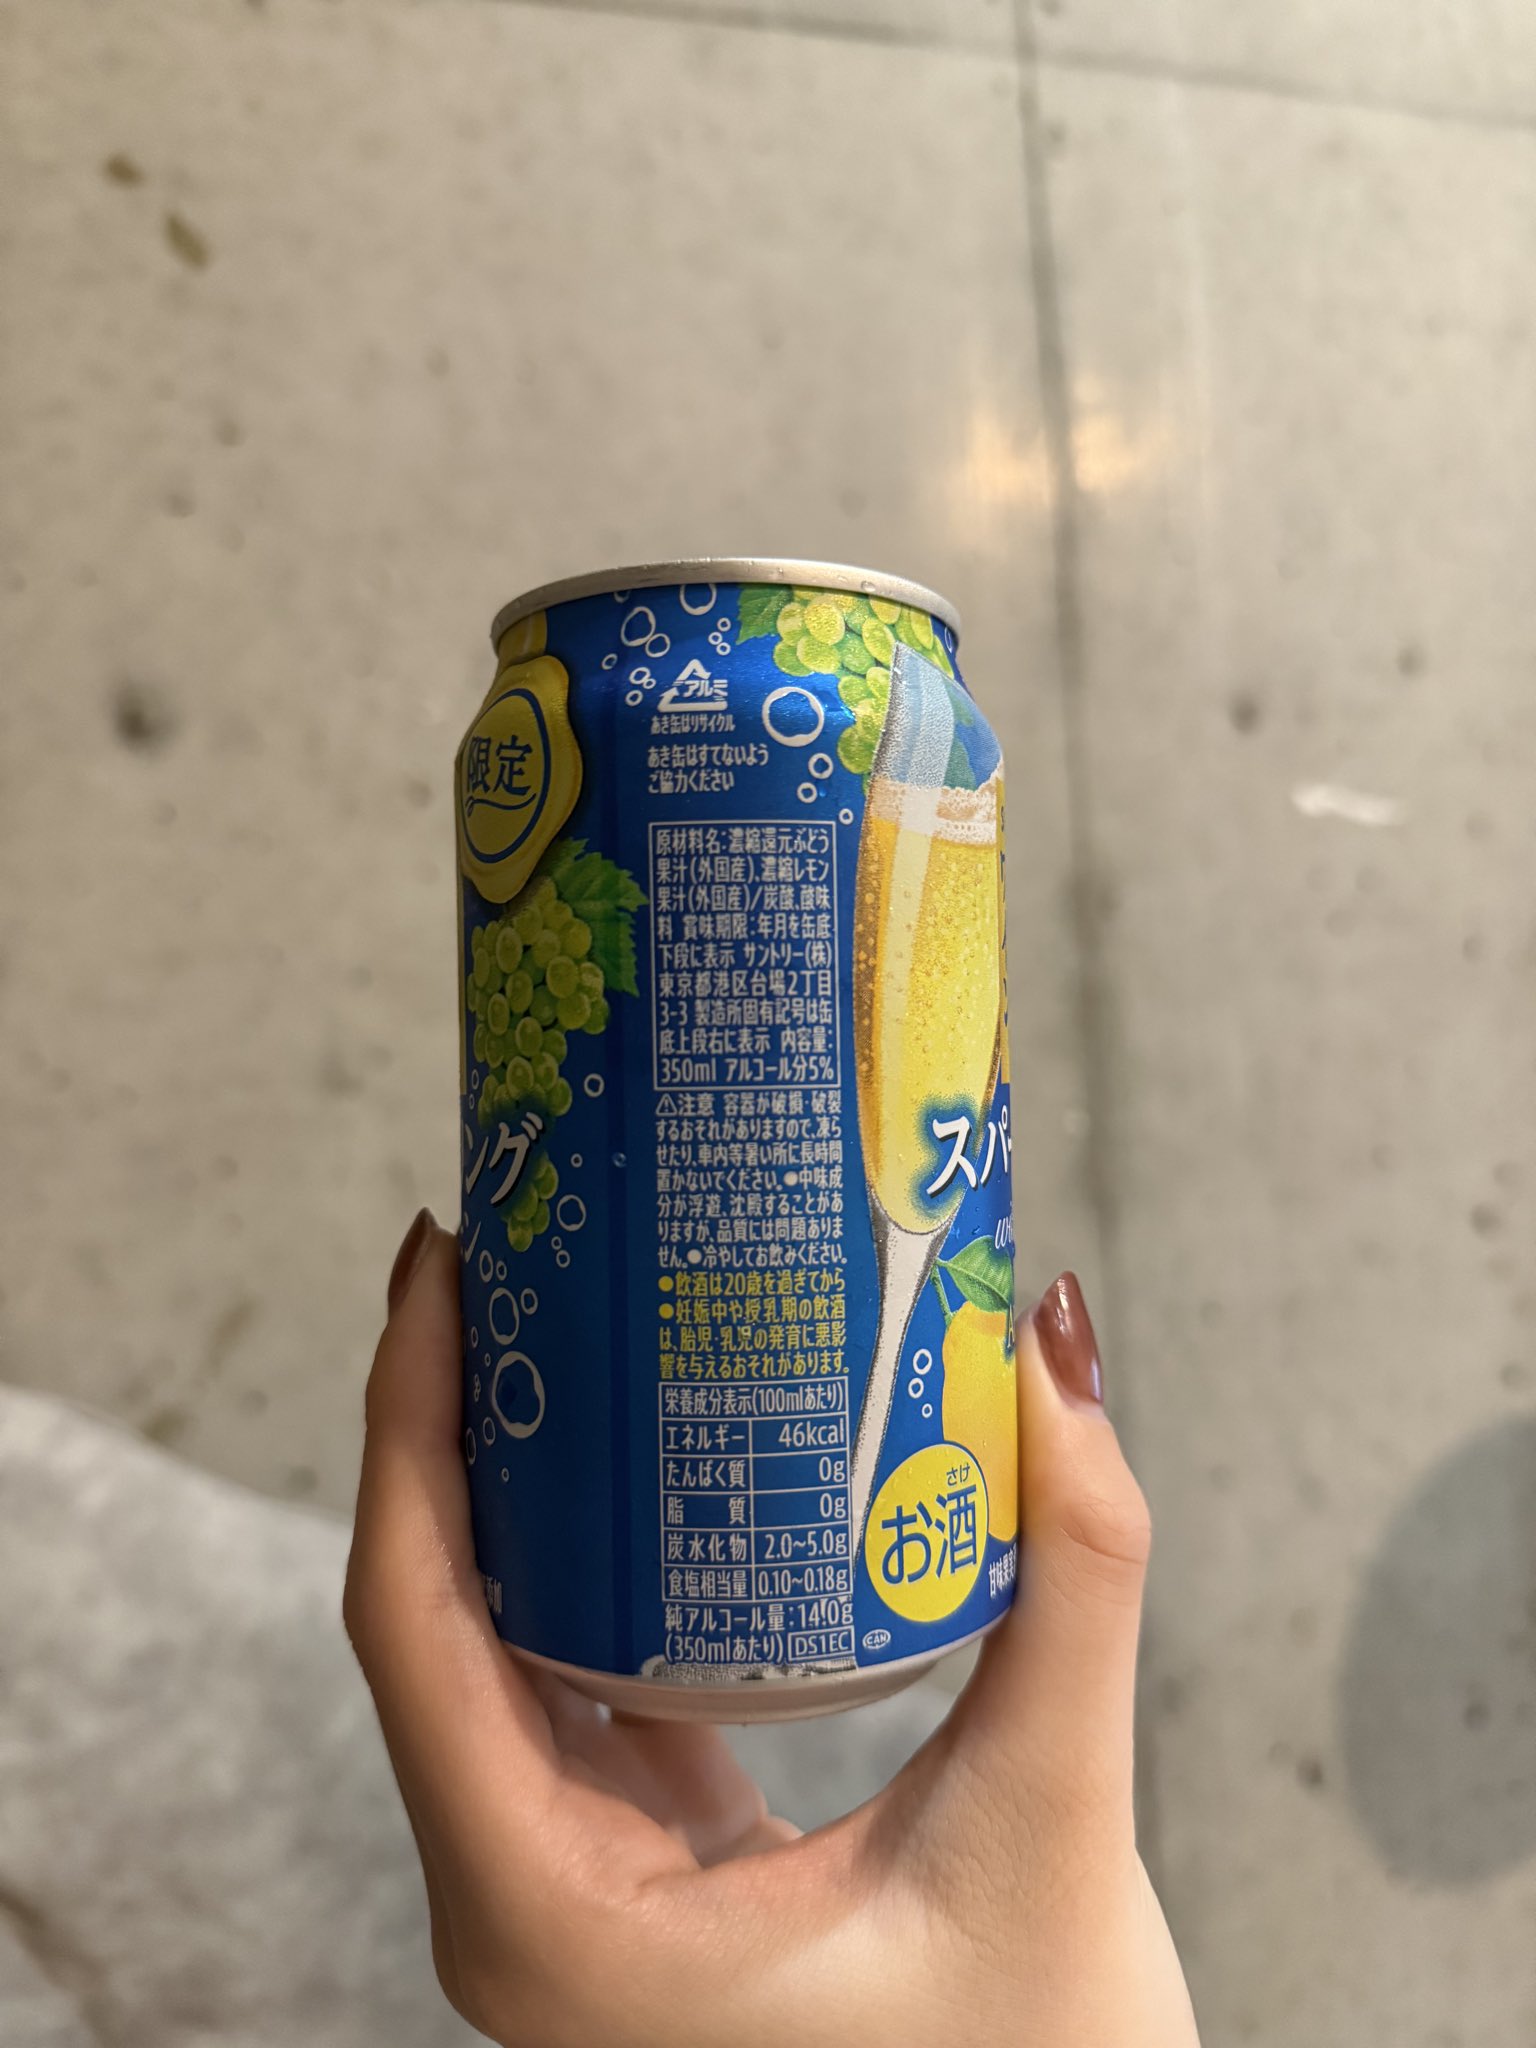 限定
アルミ
あき缶はリサイクル
あき缶はすてないよう
ご協力ください
原材料名:濃縮還元ぶどう
果汁(外国産)、濃縮レモン
果汁(外国産)/炭酸、酸味
料 賞味期限:年月を缶底
下段に表示 サントリー(株)
東京都港区台場2丁目
3-3 製造所固有記号は缶
底上段右に表示 内容量:
350ml アルコール分5%
⚠注意 容器が破損・破裂
するおそれがありますので、凍ら
せたり、車内等暑い所に長時間
置かないでください。●中味成
分が浮遊、沈殿することがあ
りますが、品質には問題ありま
せん。●冷やしてお飲みください。
●飲酒は20歳を過ぎてから
●妊娠中や授乳期の飲酒
は、胎児・乳児の発育に悪影
響を与えるおそれがあります。
栄養成分表示(100mlあたり)
エネルギー 46kcal
たんぱく質 0g
脂質 0g
炭水化物 2.0~5.0g
食塩相当量 0.10~0.18g
純アルコール量:14.0g
(350mlあたり) DS1EC
CAN
ング
ン
添加
スパー
さけ
お酒
甘味果実